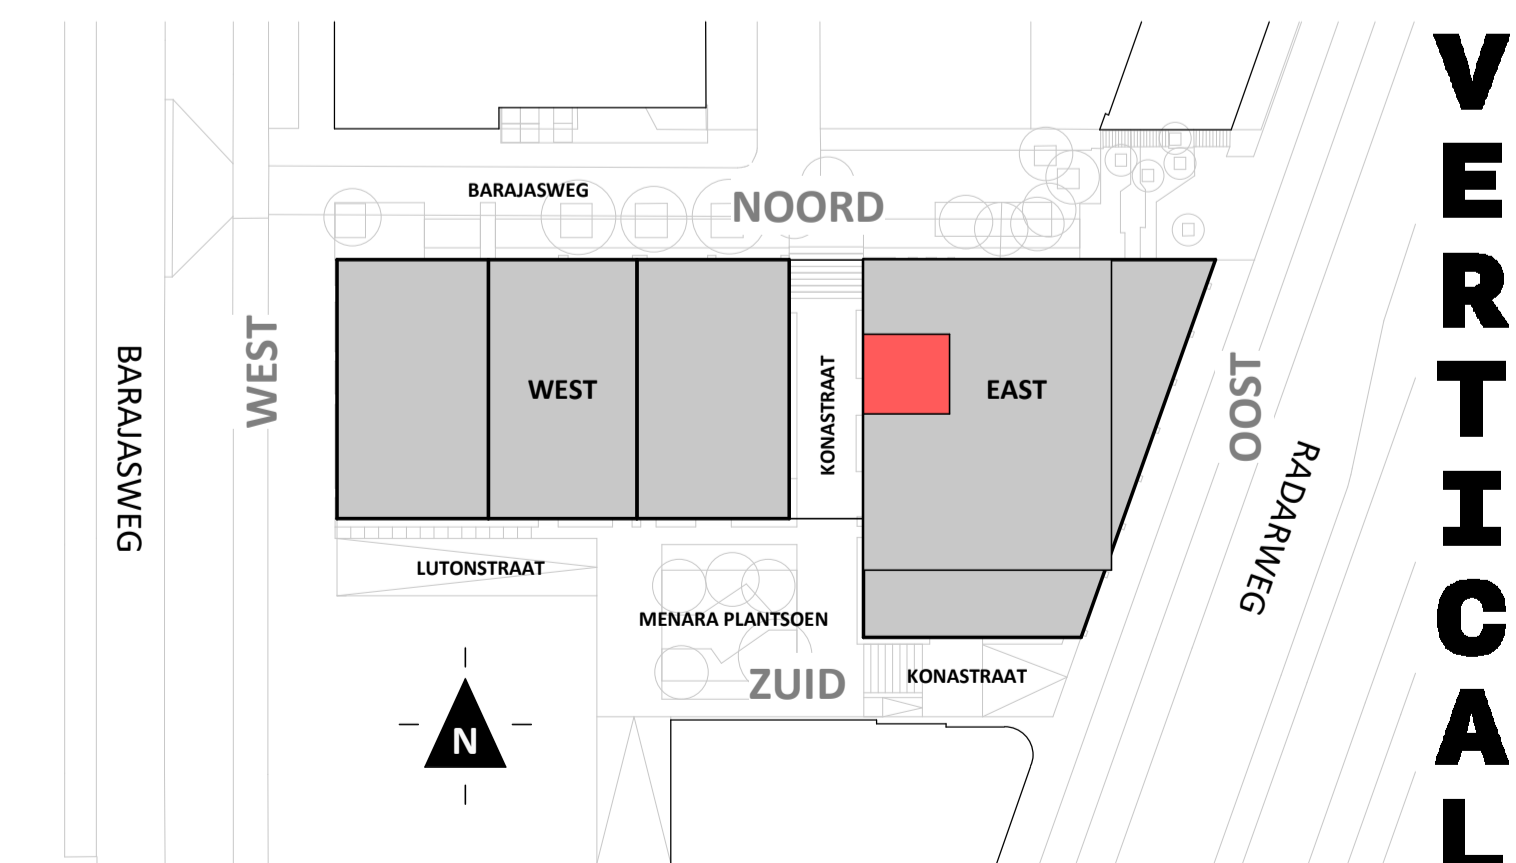 BARAJASWEG
NOORD
WEST
BARAJASWEG
WEST
KONASTRAAT
EAST
OOST
RADARWEG
LUTONSTRAAT
MENARA PLANTSOEN
ZUID
KONASTRAAT
N
VERTICAL